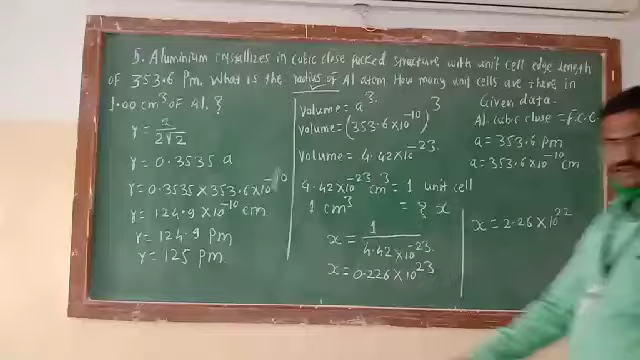 5. Aluminium crystallizes in cubic close packed structure with unit cell edge length
of 353.6 Pm. What is the radius of Al atom. How many unit cells are there in
1.00 cm³ of Al. ?
r = a/2√2
r = 0.3535 a
r = 0.3535 × 353.6 × 10⁻¹⁰
r = 124.9 × 10⁻¹⁰ cm
r = 124.9 Pm
r = 125 Pm.
Volume = a³.
Volume = (353.6 × 10⁻¹⁰)³
Volume = 4.42 × 10⁻²³.
4.42 × 10⁻²³ cm³ = 1 unit cell
1 cm³ = ? x
x = 1/4.42 × 10⁻²³.
x = 0.226 × 10²³
Given data.
Al cubic close = F.C.C.
a = 353.6 pm
a = 353.6 × 10⁻¹⁰ cm
x = 2.26 × 10²²